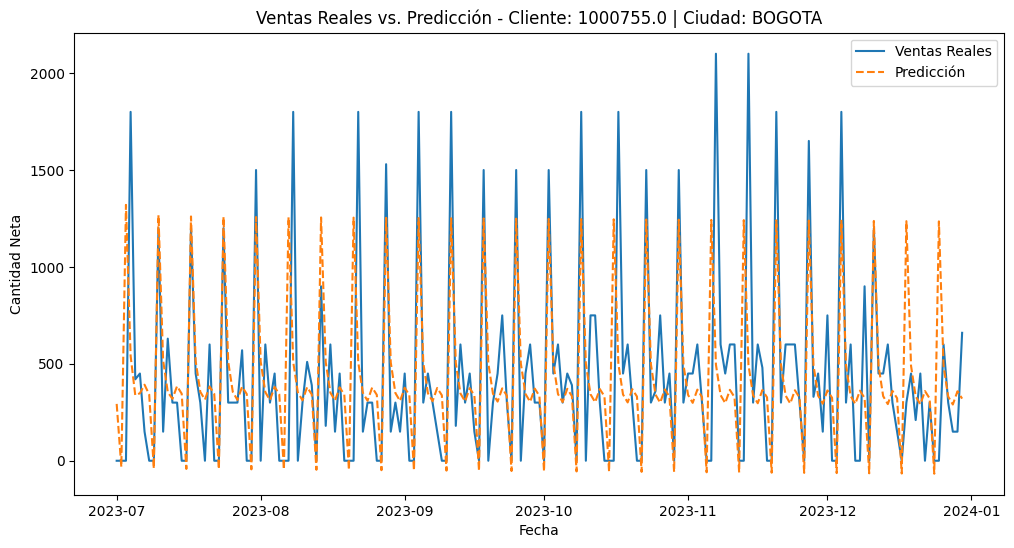 Ventas Reales vs. Predicción - Cliente: 1000755.0 | Ciudad: BOGOTA
Ventas Reales
Predicción
2000
1500
1000
500
0
Cantidad Neta
2023-07 2023-08 2023-09 2023-10 2023-11 2023-12 2024-01
Fecha